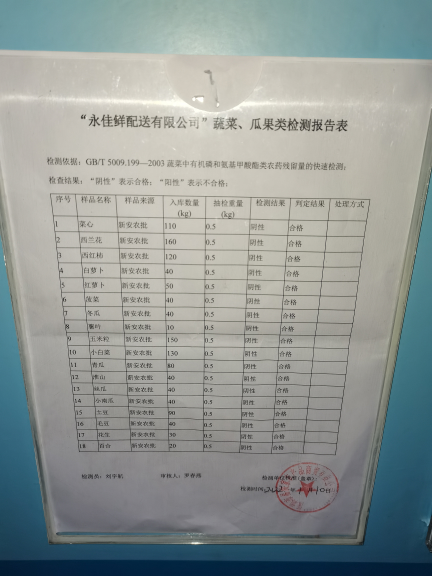 “永佳鲜配送有限公司”蔬菜、瓜果类检测报告表
检测依据：GB/T 5009.199—2003 蔬菜中有机磷和氨基甲酸酯类农药残留量的快速检测；
检查结果：“阴性”表示合格；“阳性”表示不合格；
序号 样品名称 样品来源 入库数量(kg) 抽检重量(kg) 检测结果 判定结果 处理方式
1 菜心 新安农批 110 0.5 阴性 合格
2 西兰花 新安农批 160 0.5 阴性 合格
3 西红柿 新安农批 120 0.5 阴性 合格
4 白萝卜 新安农批 40 0.5 阴性 合格
5 红萝卜 新安农批 50 0.5 阴性 合格
6 菠菜 新安农批 40 0.5 阴性 合格
7 冬瓜 新安农批 40 0.5 阴性 合格
8 新安农批 10 0.5 阴性 合格
9 玉米粒 新安农批 150 0.5 阴性 合格
10 小白菜 新安农批 130 0.5 阴性 合格
11 青瓜 新安农批 80 0.5 阴性 合格
12 新安农批 40 0.5 阴性 合格
13 丝瓜 新安农批 40 0.5 阴性 合格
14 小南瓜 新安农批 40 0.5 阴性 合格
15 土豆 新安农批 90 0.5 阴性 合格
16 毛豆 新安农批 40 0.5 阴性 合格
17 花生 新安农批 0.5 阴性 合格
18 百合 新安农批 20 0.5 阴性 合格
检测员： 审核人： 检测单位
检测时间